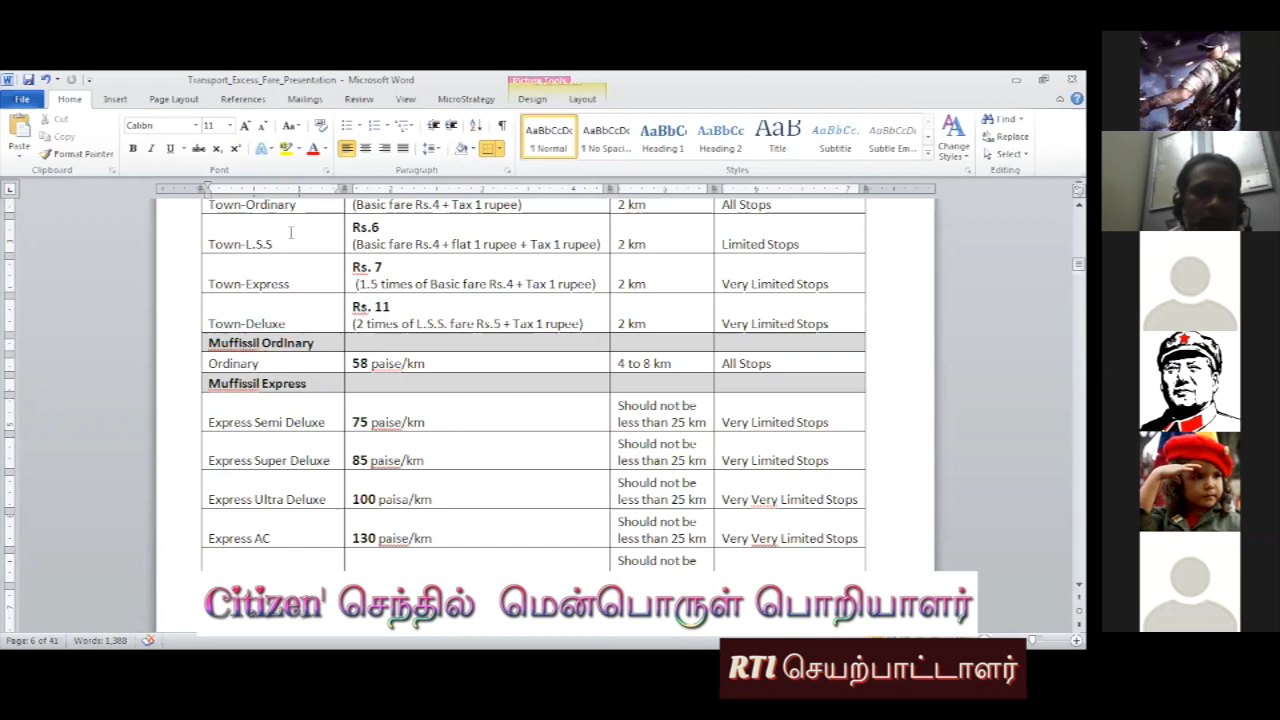 Transport_Excess_Fare_Presentation - Microsoft Word
Picture Tools
File Home Insert Page Layout References Mailings Review View MicroStrategy Design Layout
Paste
Cut
Copy
Format Painter
Clipboard
Calibri 11
Font
Paragraph
AaBbCcDc AaBbCcDc AaBbC AaBbCc AaB AaBbCc. AaBbCcDc
¶ Normal ¶ No Spaci... Heading 1 Heading 2 Title Subtitle Subtle Em...
Change Styles
Styles
Find
Replace
Select
Editing
Town-Ordinary (Basic fare Rs.4 + Tax 1 rupee) 2 km All Stops
Rs.6
Town-L.S.S (Basic fare Rs.4 + flat 1 rupee + Tax 1 rupee) 2 km Limited Stops
Rs. 7
Town-Express (1.5 times of Basic fare Rs.4 + Tax 1 rupee) 2 km Very Limited Stops
Rs. 11
Town-Deluxe (2 times of L.S.S. fare Rs.5 + Tax 1 rupee) 2 km Very Limited Stops
Muffissil Ordinary
Ordinary 58 paise/km 4 to 8 km All Stops
Muffissil Express
Should not be
Express Semi Deluxe 75 paise/km less than 25 km Very Limited Stops
Should not be
Express Super Deluxe 85 paise/km less than 25 km Very Limited Stops
Should not be
Express Ultra Deluxe 100 paisa/km less than 25 km Very Very Limited Stops
Should not be
Express AC 130 paise/km less than 25 km Very Very Limited Stops
Should not be
Citizen' செந்தில் மென்பொருள் பொறியாளர்
Page: 6 of 41 Words: 1,388
RTI செயற்பாட்டாளர்